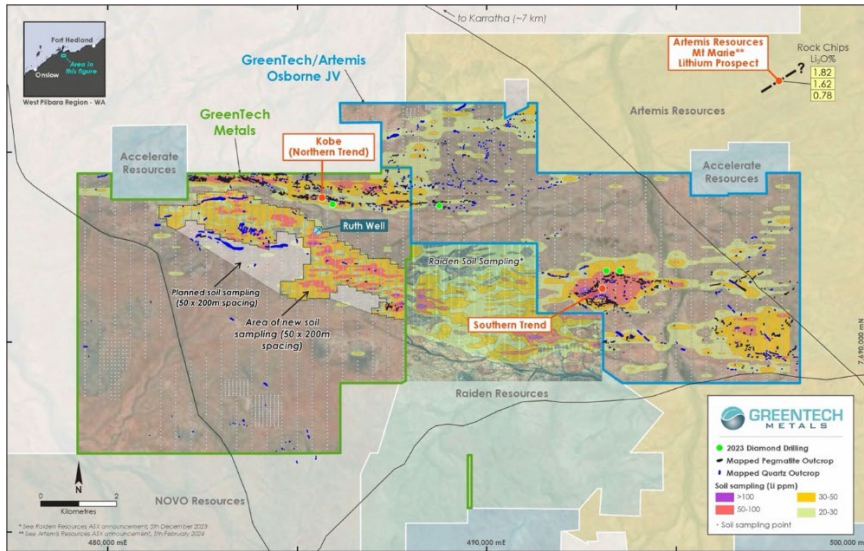 to Karratha (~7 km)
Port Hedland
Area in
this figure
Onslow
West Pilbara Region - WA
GreenTech/Artemis
Osborne JV
Artemis Resources
Mt Marie**
Lithium Prospect
Rock Chips
Li₂O%
1.82
1.62
0.78
?
Artemis Resources
GreenTech
Metals
Kobe
(Northern Trend)
Accelerate
Resources
Accelerate
Resources
Ruth Well
Raiden Soil Sampling*
Planned soil sampling
(50 x 200m spacing)
Area of new soil
sampling (50 x 200m
spacing)
Southern Trend
7,690,000 mN
Raiden Resources
NOVO Resources
N
0
2
Kilometres
* See Raiden Resources ASX announcement, 5th December 2023
** See Artemis Resources ASX announcement, 5th February 2024
480,000 mE
490,000 mE
500,000 mE
GREENTECH
METALS
2023 Diamond Drilling
Mapped Pegmatite Outcrop
Mapped Quartz Outcrop
Soil sampling (Li ppm)
>100
30-50
50-100
20-30
Soil sampling point